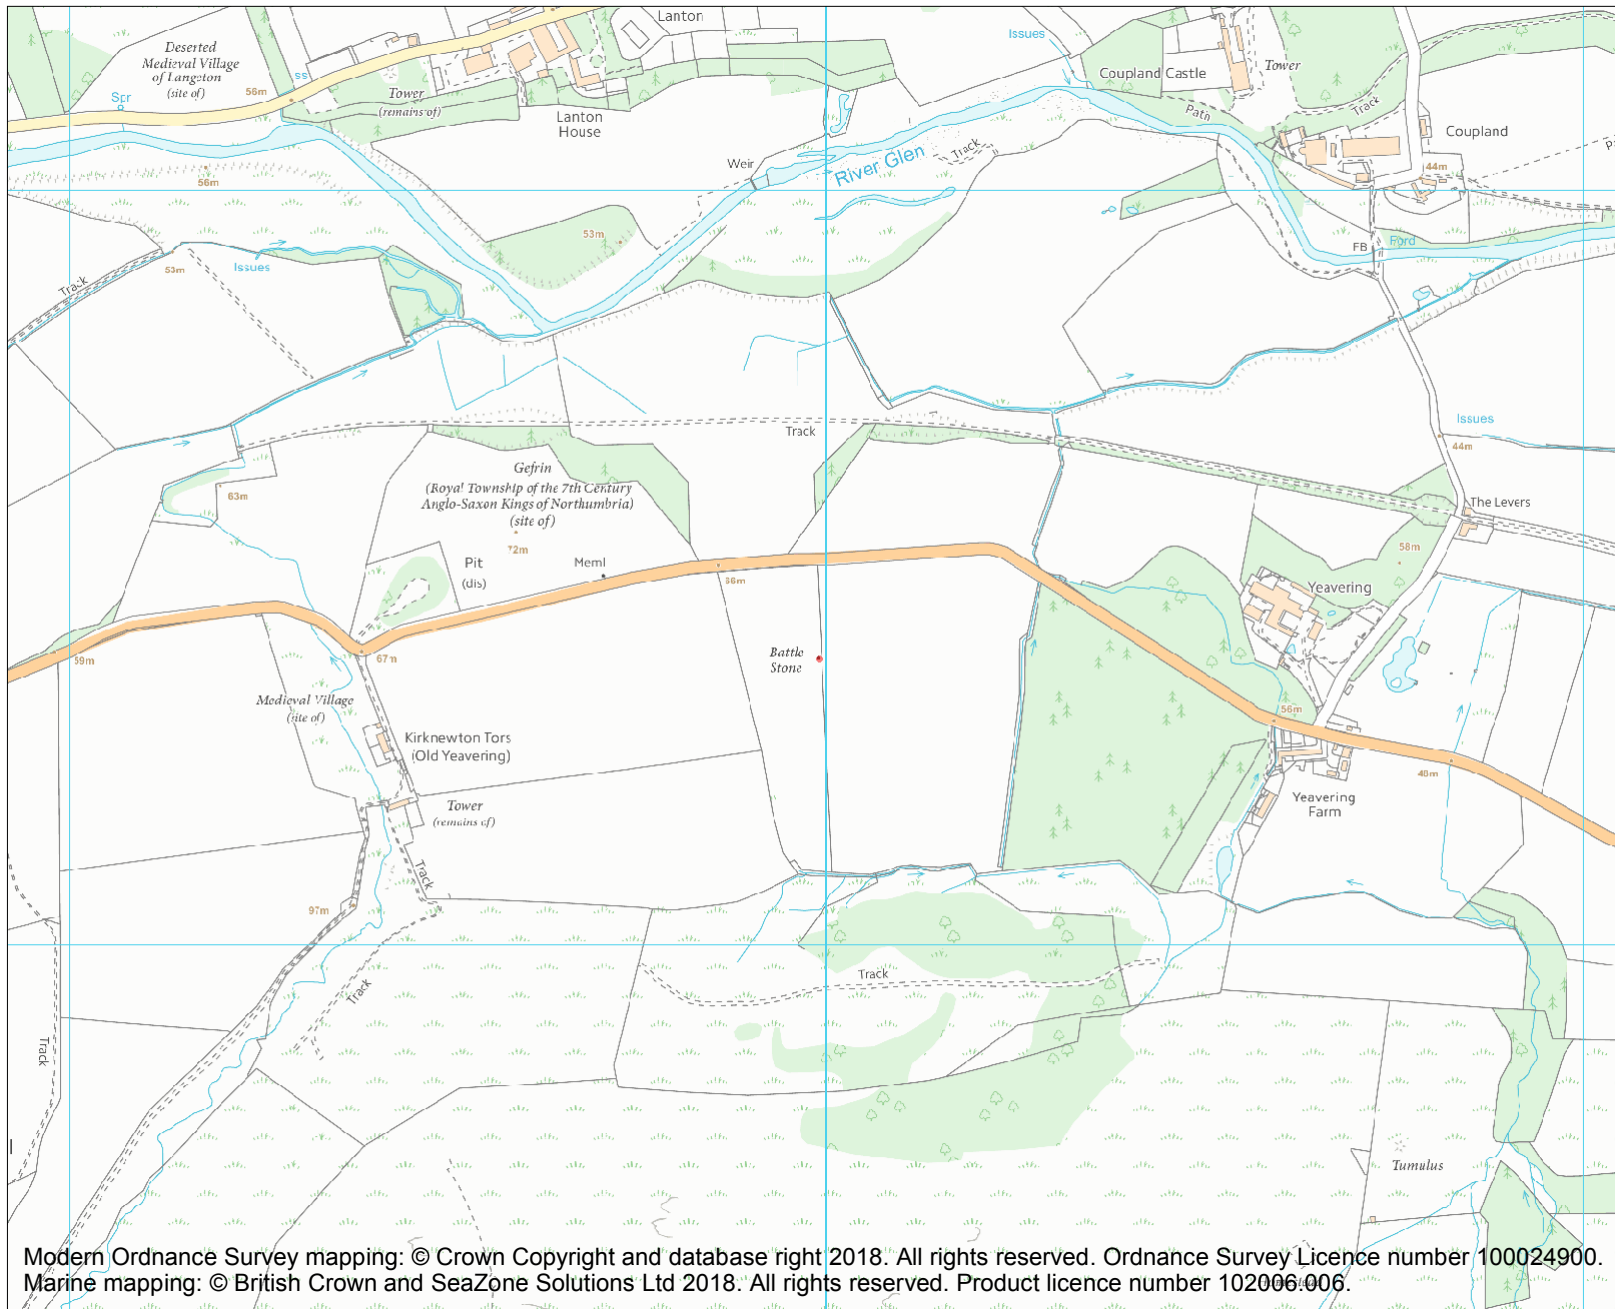 Lanton
Deserted
Medieval Village
of Langton
(site of)
56m
Spr
Tower
(remains of)
Lanton
House
Issues
Coupland Castle
Tower
Path
Track
Coupland
44m
Weir
River Glen
Track
56m
53m
53m
Issues
Track
FB
Ford
Track
Issues
44m
63m
Gefrin
(Royal Township of the 7th Century
Anglo-Saxon Kings of Northumbria)
(site of)
72m
Pit
(dis)
Meml
66m
The Levers
58m
Yeavering
59m
67m
Battle
Stone
Medieval Village
(site of)
Kirknewton Tors
(Old Yeavering)
56m
Tower
(remains of)
Yeavering
Farm
Track
97m
Track
Track
Track
Tumulus
Modern Ordnance Survey mapping: © Crown Copyright and database right 2018. All rights reserved. Ordnance Survey Licence number 100024900.
Marine mapping: © British Crown and SeaZone Solutions Ltd 2018. All rights reserved. Product licence number 102006.006.